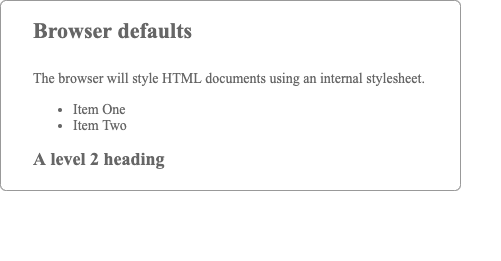 Browser defaults
The browser will style HTML documents using an internal stylesheet.
Item One
Item Two
A level 2 heading